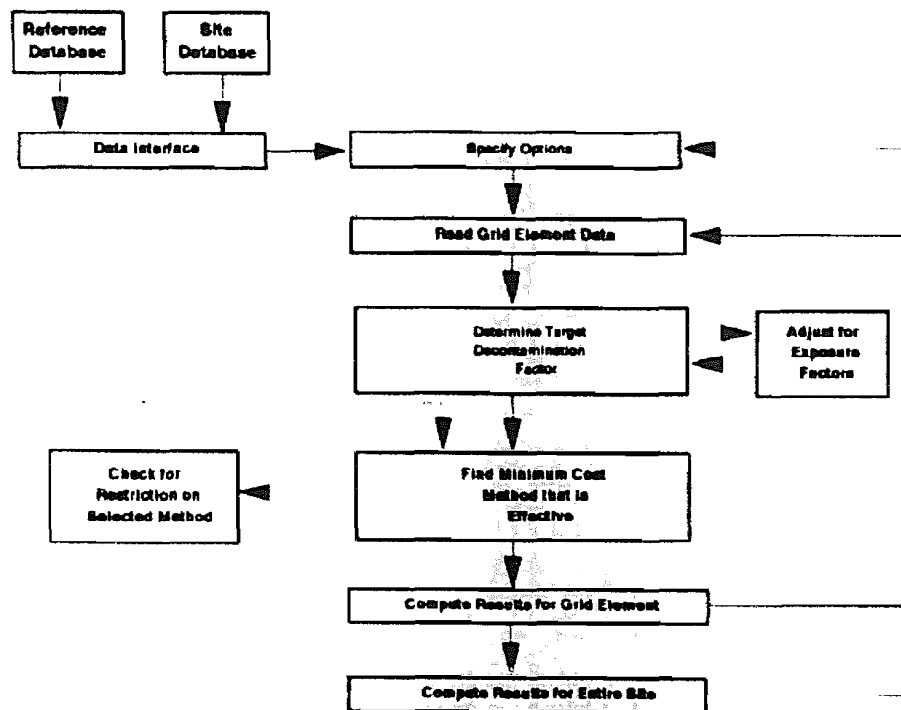 Reference
Database
Site
Database
Data Interface
Specify Options
Read Grid Element Data
Determine Target
Decontamination
Factor
Adjust for
Exposure
Factors
Check for
Restriction on
Selected Method
Find Minimum Cost
Method that is
Effective
Compute Results for Grid Element
Compute Results for Entire Site